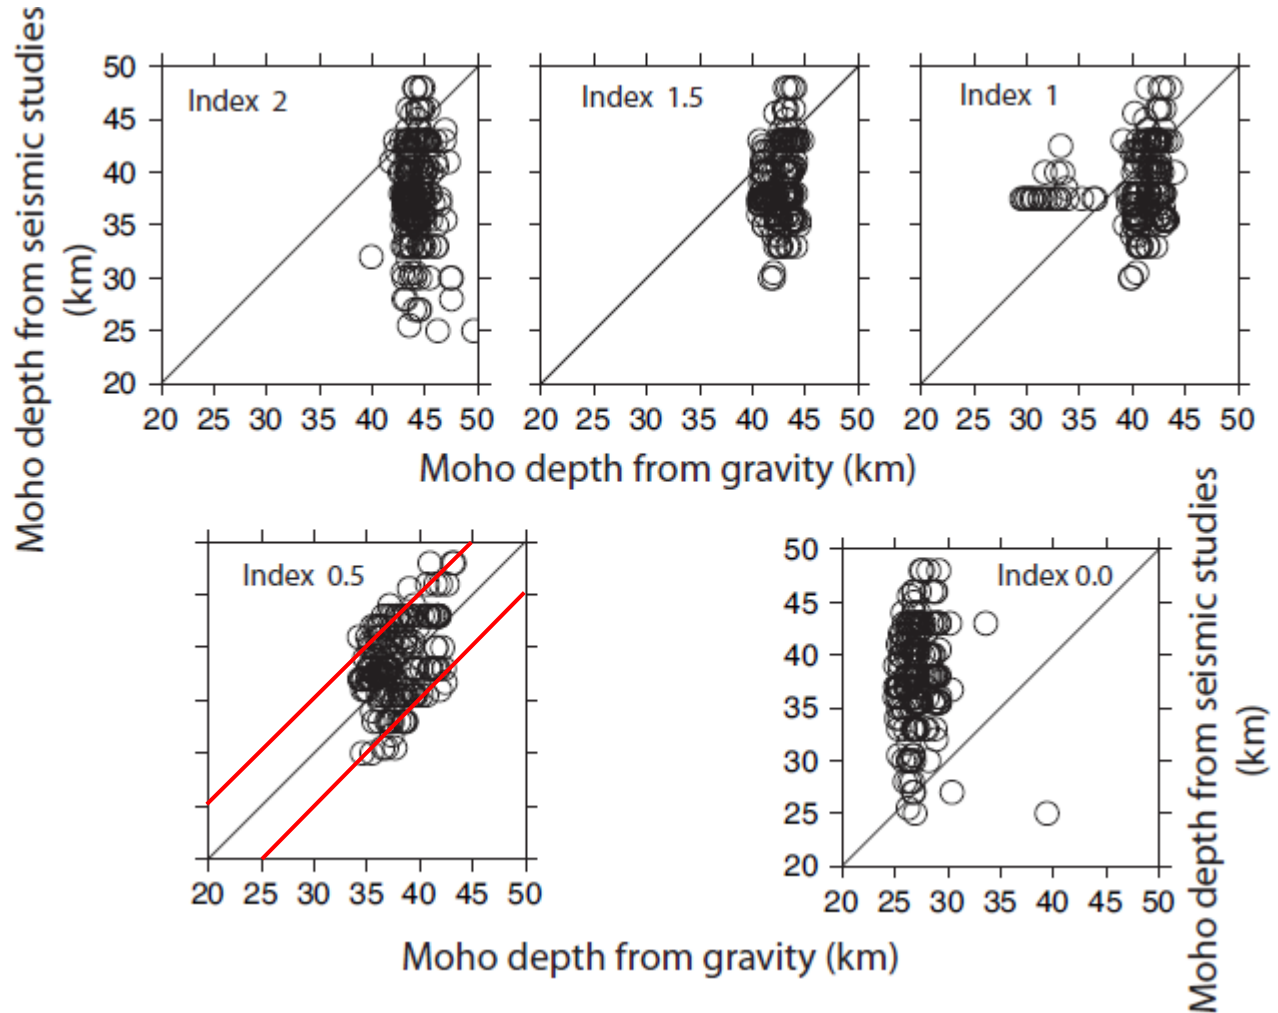 Moho depth from seismic studies
(km)
Index 2
Index 1.5
Index 1
50
45
40
35
30
25
20
20 25 30 35 40 45 50
20 25 30 35 40 45 50
20 25 30 35 40 45 50
Moho depth from gravity (km)
Index 0.5
20 25 30 35 40 45 50
Index 0.0
50
45
40
35
30
25
20
20 25 30 35 40 45 50
Moho depth from seismic studies
(km)
Moho depth from gravity (km)